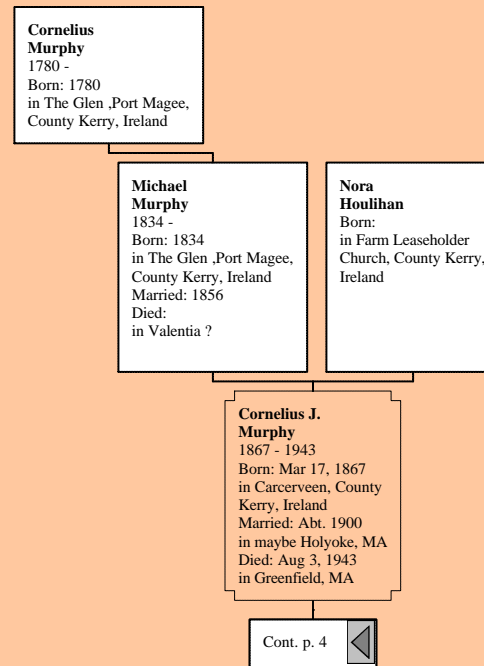 Cornelius
Murphy
1780 -
Born: 1780
in The Glen ,Port Magee,
County Kerry, Ireland
Michael
Murphy
1834 -
Born: 1834
in The Glen ,Port Magee,
County Kerry, Ireland
Married: 1856
Died:
in Valentia ?
Nora
Houlihan
Born:
in Farm Leaseholder
Church, County Kerry,
Ireland
Cornelius J.
Murphy
1867 - 1943
Born: Mar 17, 1867
in Carcerveen, County
Kerry, Ireland
Married: Abt. 1900
in maybe Holyoke, MA
Died: Aug 3, 1943
in Greenfield, MA
Cont. p. 4